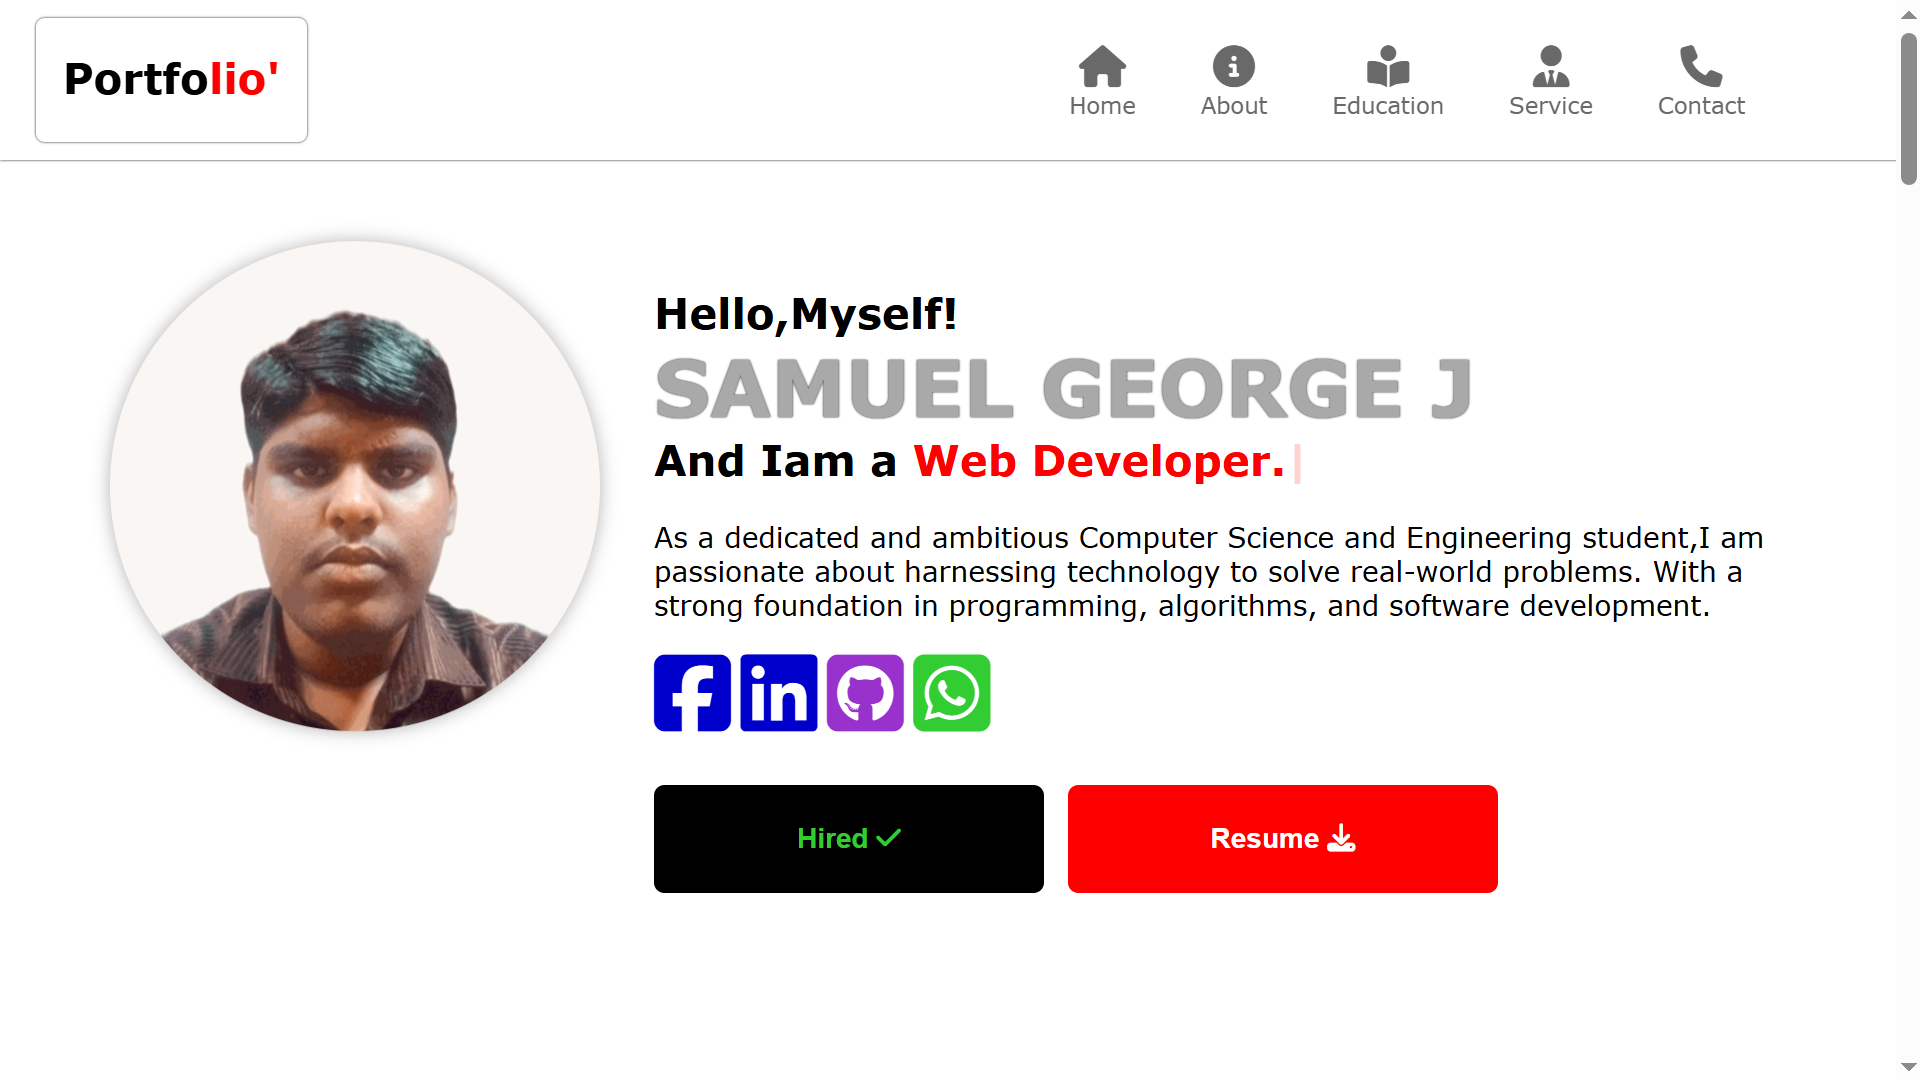 Portfolio'
Home
About
Education
Service
Contact
Hello,Myself!
SAMUEL GEORGE J
And Iam a Web Developer.
As a dedicated and ambitious Computer Science and Engineering student,I am
passionate about harnessing technology to solve real-world problems. With a
strong foundation in programming, algorithms, and software development.
Hired
Resume